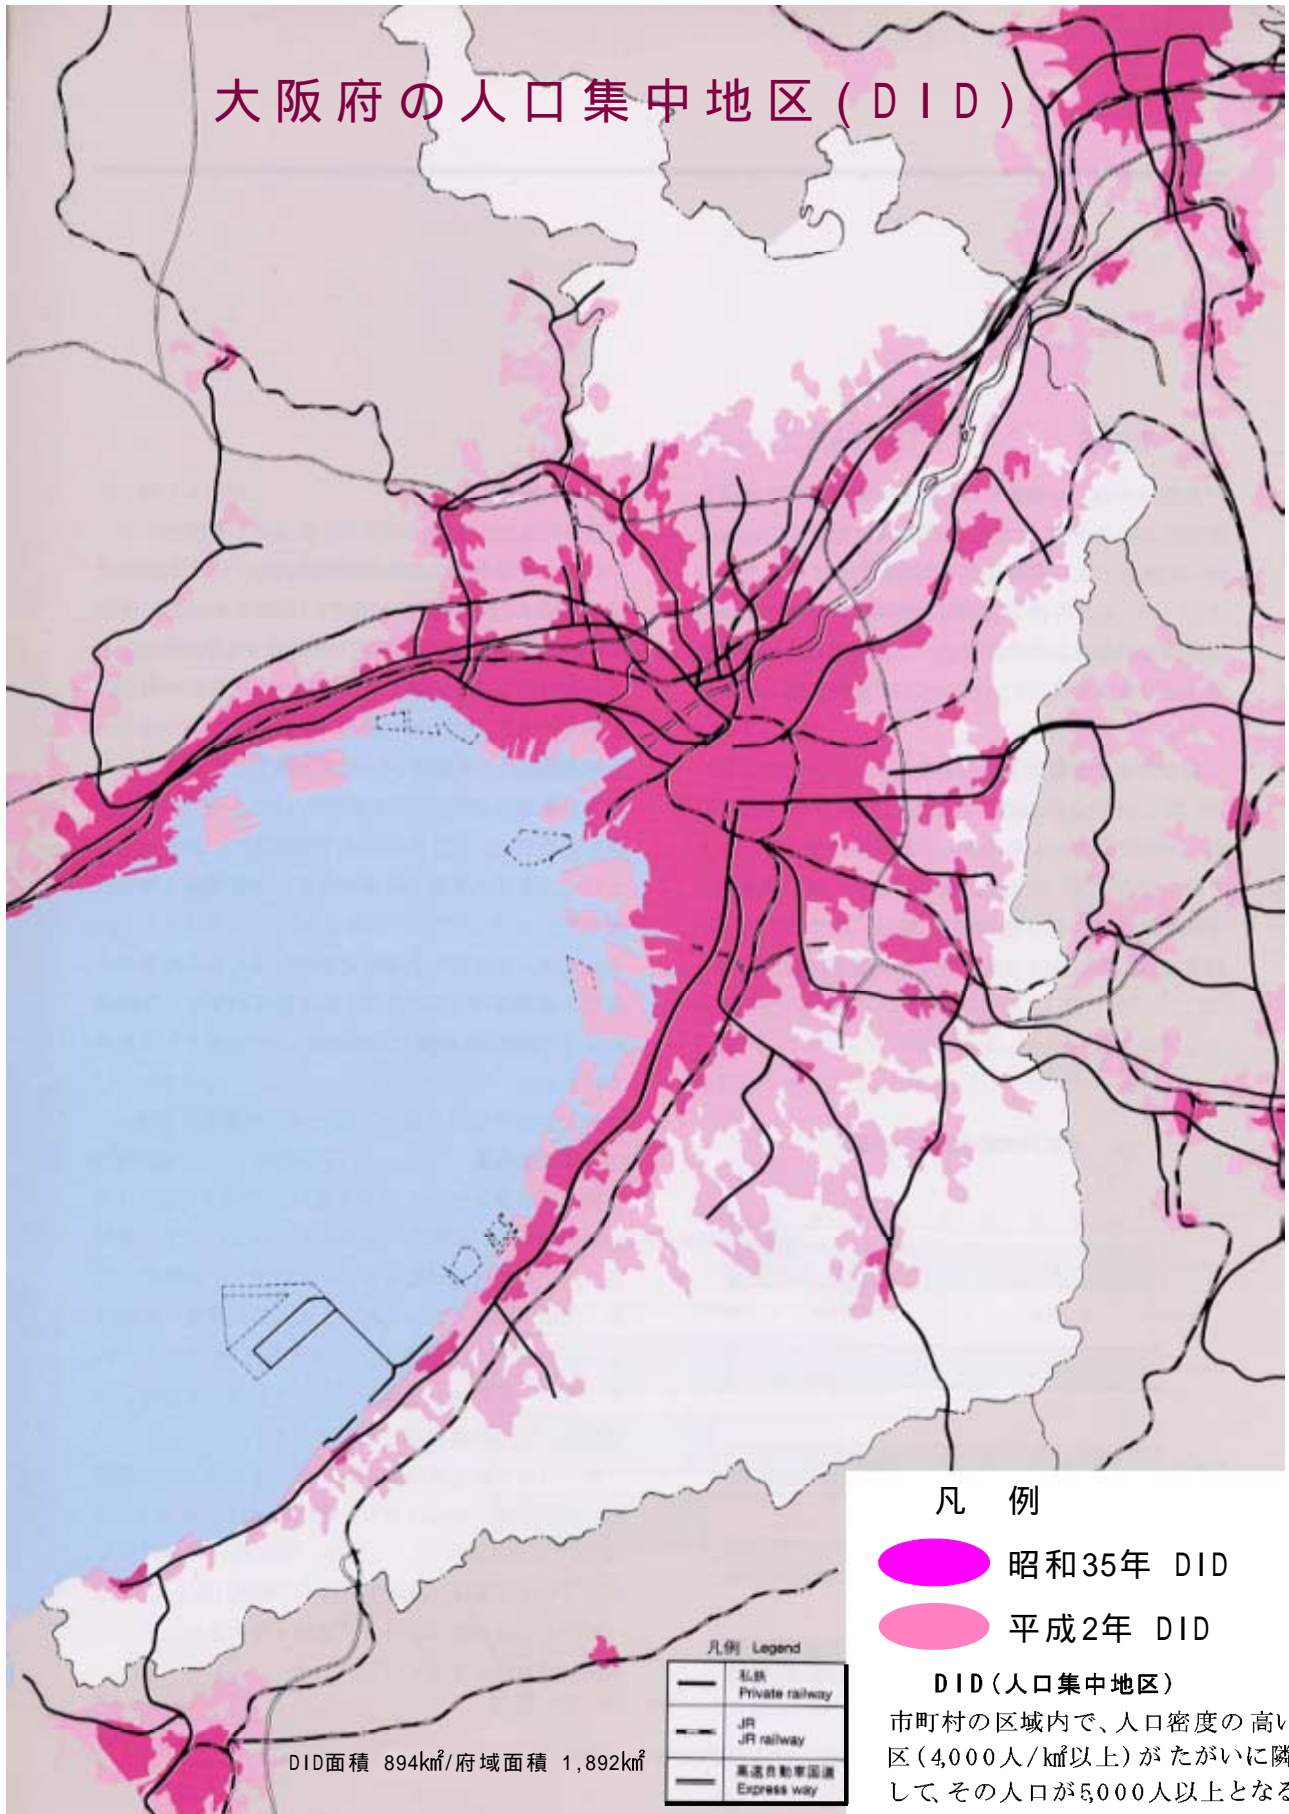 大阪府の人口集中地区(DID)
凡 例
昭和35年 DID
平成2年 DID
DID(人口集中地区)
市町村の区域内で、人口密度の高い
区(4,000人/㎢以上)がたがいに隣
して、その人口が5,000人以上となる
凡例 Legend
私鉄
Private railway
JR
JR railway
高速自動車国道
Express way
DID面積 894㎢/府域面積 1,892㎢